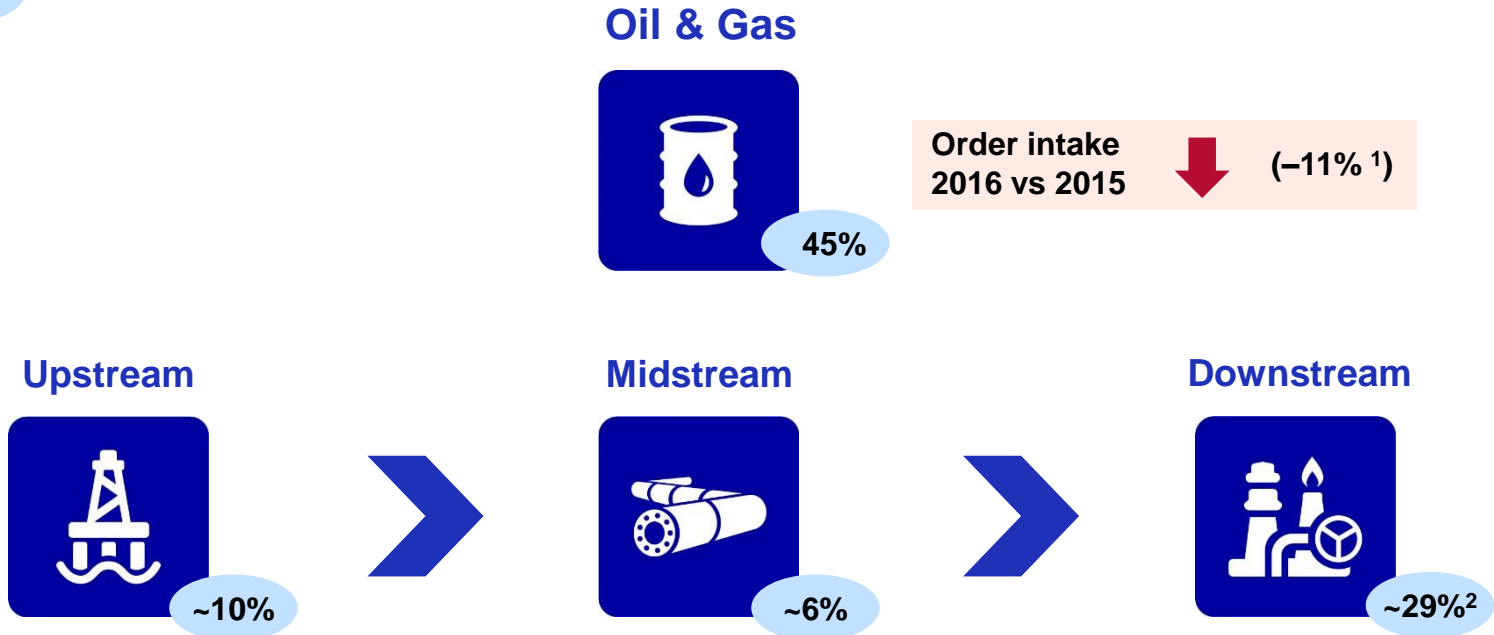 Oil & Gas
Order intake
2016 vs 2015
(–11% ¹)
45%
Upstream
Midstream
Downstream
~10%
~6%
~29%²